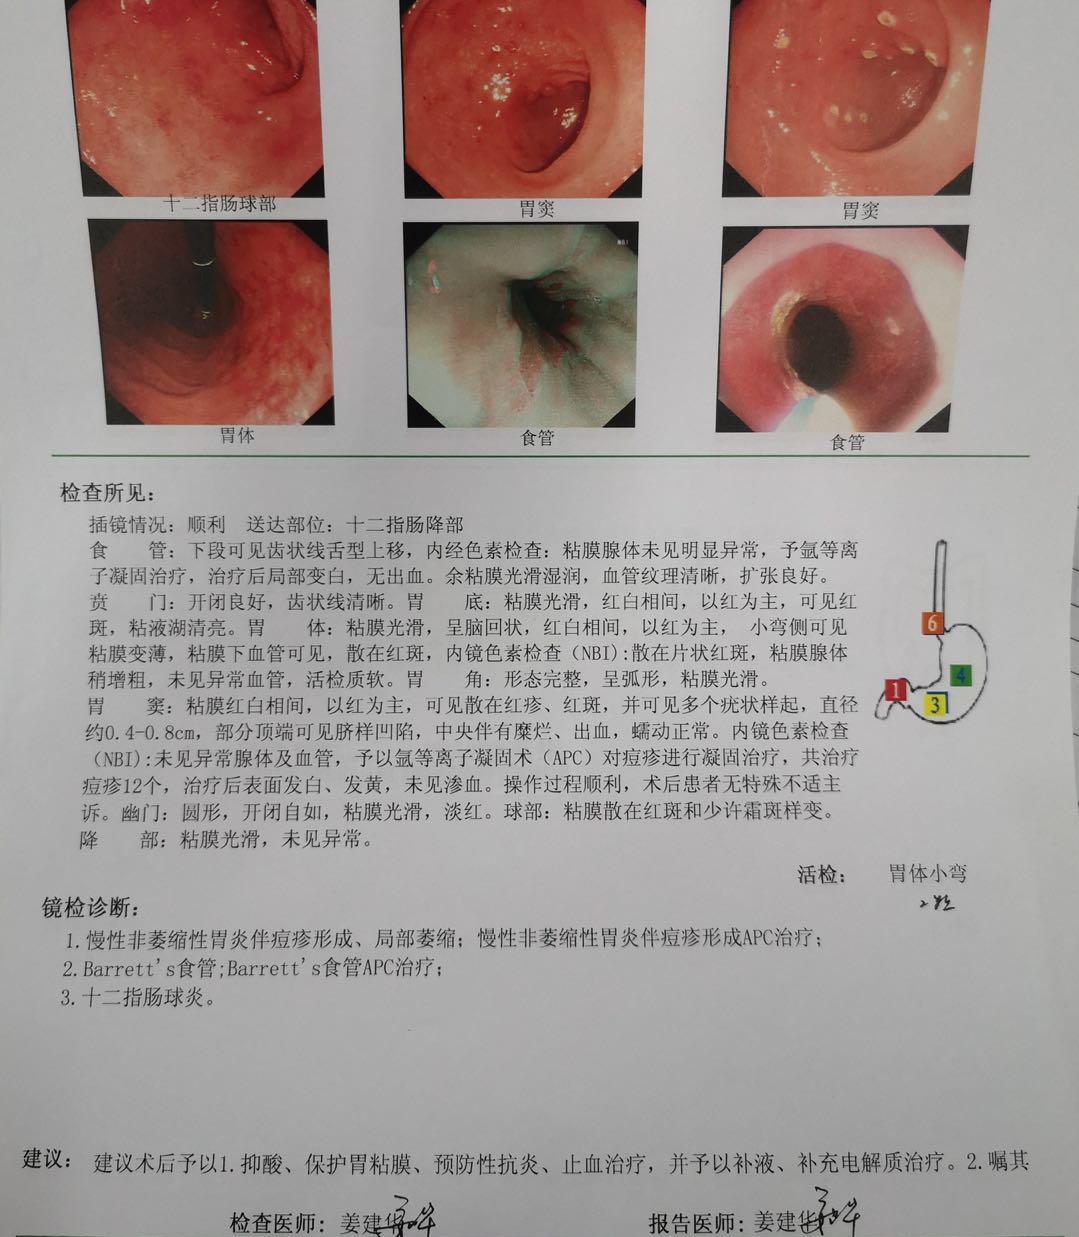 十二指肠球部
胃窦
胃窦
NBI
胃体
食管
食管
检查所见：
插镜情况：顺利 送达部位：十二指肠降部
食 管：下段可见齿状线舌型上移，内经色素检查：粘膜腺体未见明显异常，予氩等离
子凝固治疗，治疗后局部变白，无出血。余粘膜光滑湿润，血管纹理清晰，扩张良好。
贲 门：开闭良好，齿状线清晰。胃 底：粘膜光滑，红白相间，以红为主，可见红
斑，粘液湖清亮。胃 体：粘膜光滑，呈脑回状，红白相间，以红为主， 小弯侧可见
粘膜变薄，粘膜下血管可见，散在红斑，内镜色素检查（NBI）：散在片状红斑，粘膜腺体
稍增粗，未见异常血管，活检质软。胃 角：形态完整，呈弧形，粘膜光滑。
胃 窦：粘膜红白相间，以红为主，可见散在红疹、红斑，并可见多个疣状样起，直径
约0.4-0.8cm，部分顶端可见脐样凹陷，中央伴有糜烂、出血，蠕动正常。内镜色素检查
（NBI）：未见异常腺体及血管，予以氩等离子凝固术（APC）对痘疹进行凝固治疗，共治疗
痘疹12个，治疗后表面发白、发黄，未见渗血。操作过程顺利，术后患者无特殊不适主
诉。幽门：圆形，开闭自如，粘膜光滑，淡红。球部：粘膜散在红斑和少许霜斑样变。
降 部：粘膜光滑，未见异常。
6
1
4
3
活检： 胃体小弯
2粒
镜检诊断：
1.慢性非萎缩性胃炎伴痘疹形成、局部萎缩；慢性非萎缩性胃炎伴痘疹形成APC治疗；
2.Barrett's食管;Barrett's食管APC治疗；
3.十二指肠球炎。
建议： 建议术后予以1.抑酸、保护胃粘膜、预防性抗炎、止血治疗，并予以补液、补充电解质治疗。2.嘱其
检查医师：姜建华 报告医师：姜建华